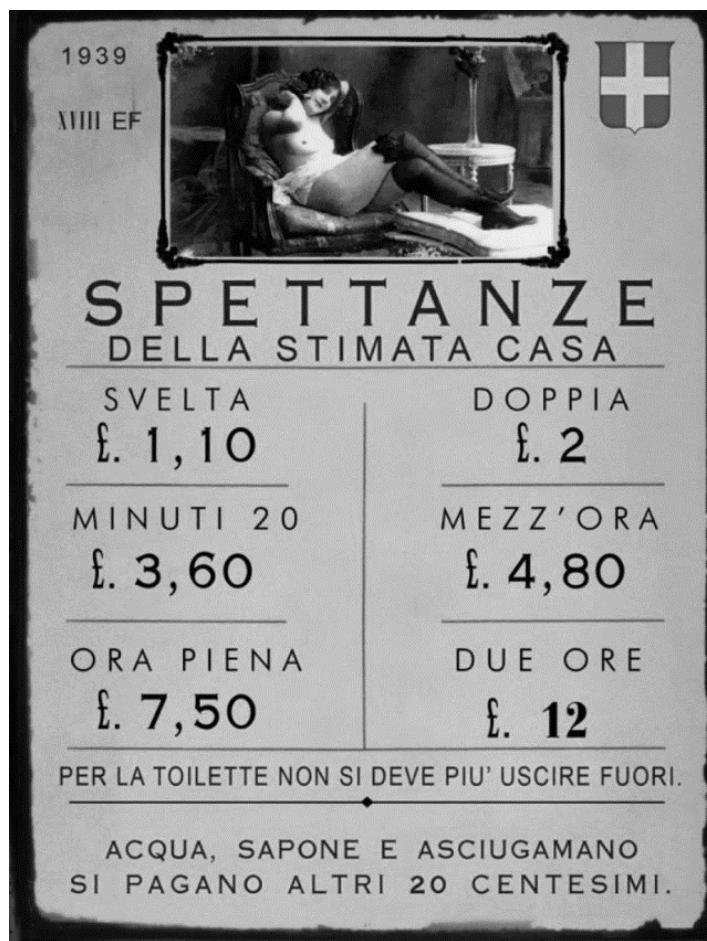 1939
XVIII EF
SPETTANZE
DELLA STIMATA CASA
SVELTA
£. 1,10
DOPPIA
£. 2
MINUTI 20
£. 3,60
MEZZ'ORA
£. 4,80
ORA PIENA
£. 7,50
DUE ORE
£. 12
PER LA TOILETTE NON SI DEVE PIU' USCIRE FUORI.
ACQUA, SAPONE E ASCIUGAMANO
SI PAGANO ALTRI 20 CENTESIMI.